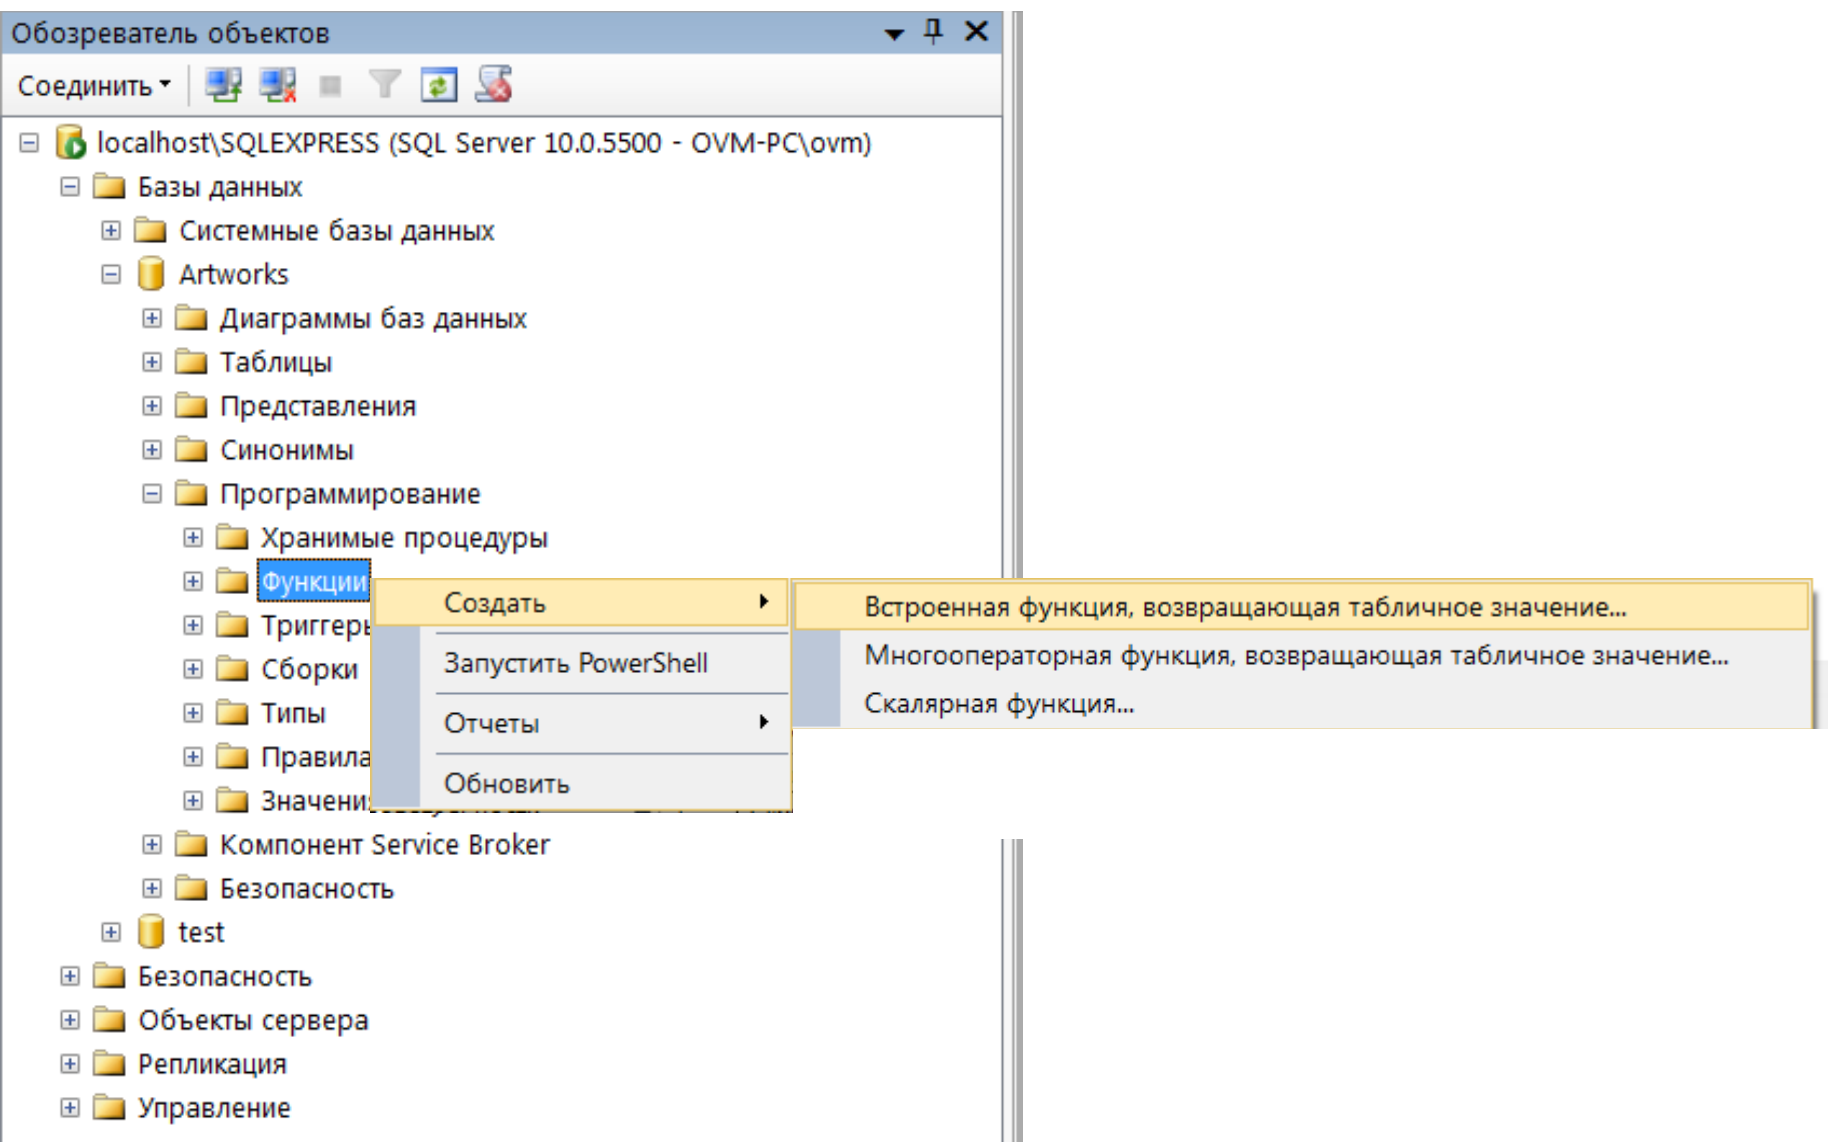 Обозреватель объектов
Соединить
localhost\SQLEXPRESS (SQL Server 10.0.5500 - OVM-PC\ovm)
Базы данных
Системные базы данных
Artworks
Диаграммы баз данных
Таблицы
Представления
Синонимы
Программирование
Хранимые процедуры
Функции
Триггеры
Сборки
Типы
Правила
Значени
Компонент Service Broker
Безопасность
test
Безопасность
Объекты сервера
Репликация
Управление
Создать
Запустить PowerShell
Отчеты
Обновить
Встроенная функция, возвращающая табличное значение...
Многооператорная функция, возвращающая табличное значение...
Скалярная функция...